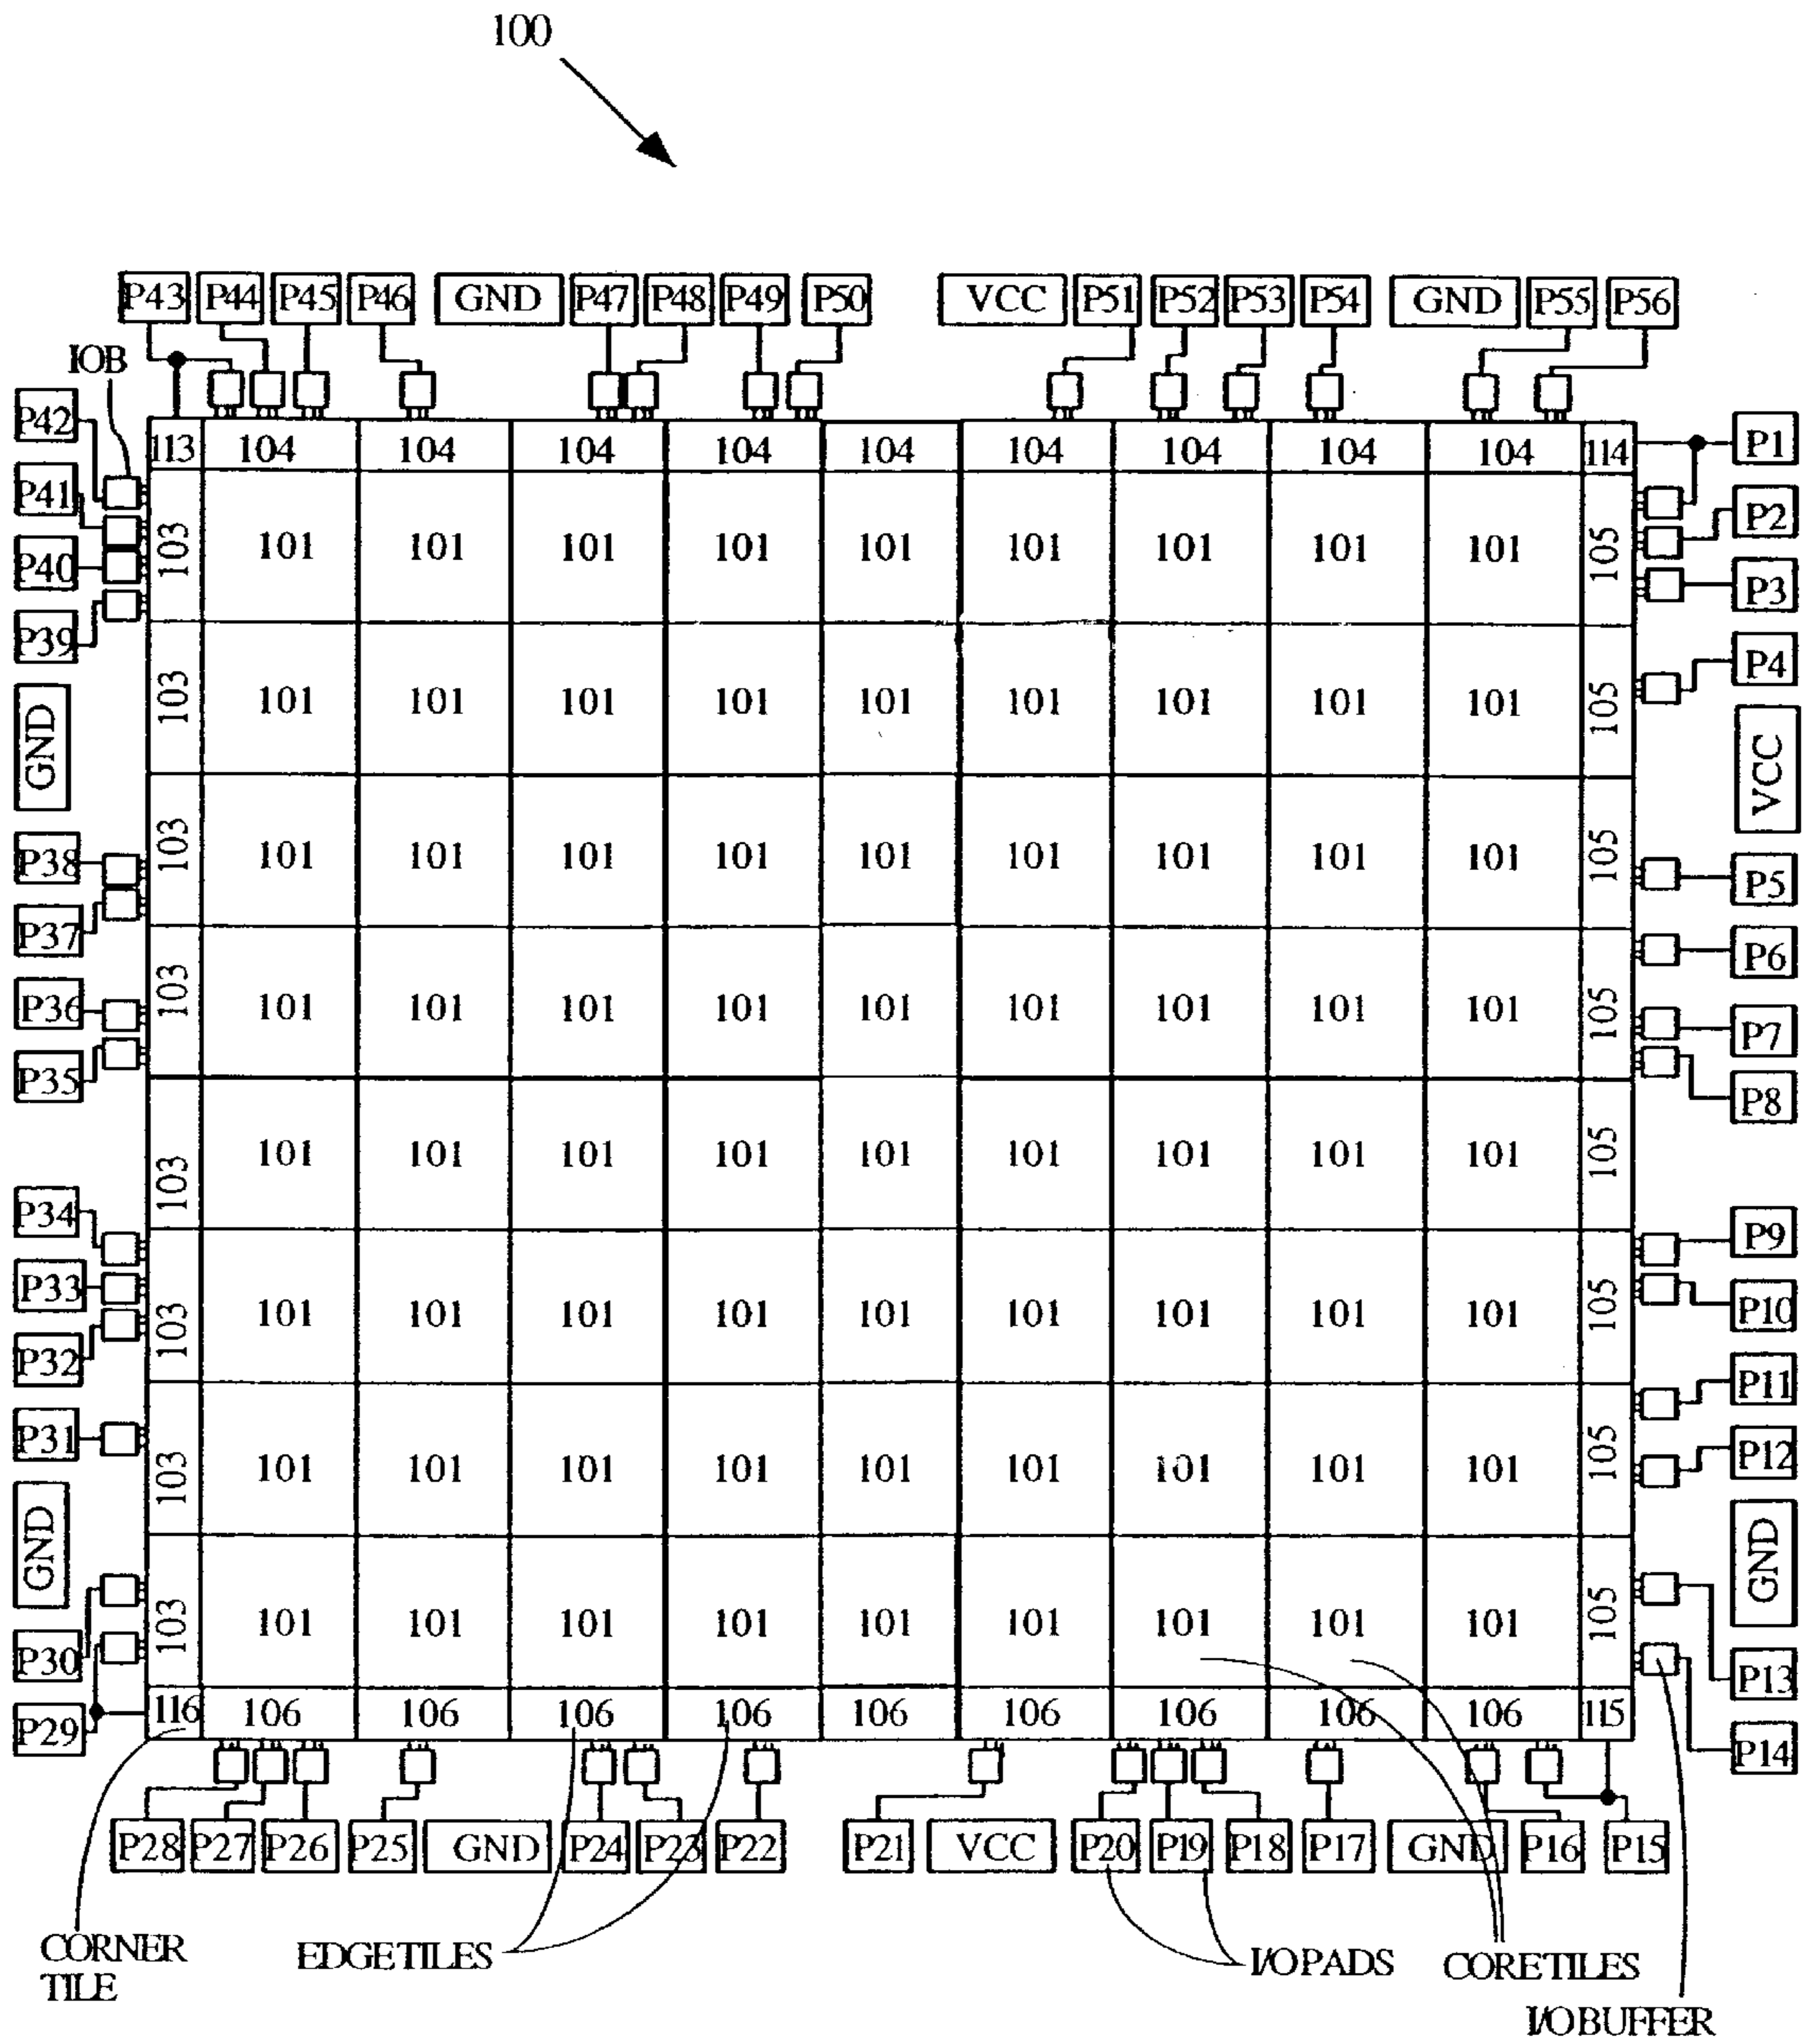 100
P43 P44 P45 P46 GND P47 P48 P49 P50 VCC P51 P52 P53 P54 GND P55 P56
IOB
P42
113 104 104 104 104 104 104 104 104 104 114
P1
P41
P2
103 101 101 101 101 101 101 101 101 101 105
P40
P3
P39
P4
103 101 101 101 101 101 101 101 101 101 105
GND
VCC
P38
103 101 101 101 101 101 101 101 101 101 105
P5
P37
P6
P36
103 101 101 101 101 101 101 101 101 101 105
P7
P35
P8
103 101 101 101 101 101 101 101 101 101 105
P34
P9
P33
P10
103 101 101 101 101 101 101 101 101 101 105
P32
P11
P31
P12
103 101 101 101 101 101 101 101 101 101 105
GND
GND
103 101 101 101 101 101 101 101 101 101 105
P30
P13
P29
116 106 106 106 106 106 106 106 106 106 115
P14
P28 P27 P26 P25 GND P24 P23 P22 P21 VCC P20 P19 P18 P17 GND P16 P15
CORNER
TILE
EDGE TILES
I/O PADS
CORE TILES
I/O BUFFER